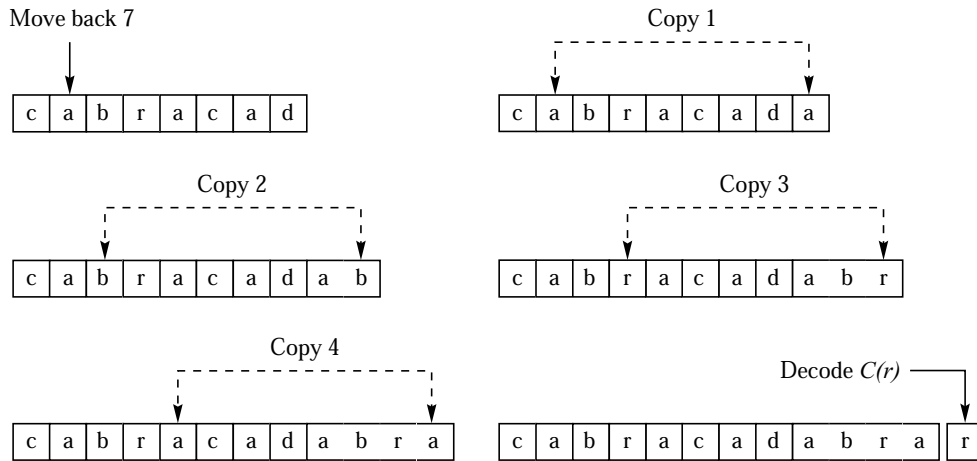 Move back 7
c a b r a c a d
Copy 1
c a b r a c a d a
Copy 2
c a b r a c a d a b
Copy 3
c a b r a c a d a b r
Copy 4
c a b r a c a d a b r a
Decode C(r)
c a b r a c a d a b r a r